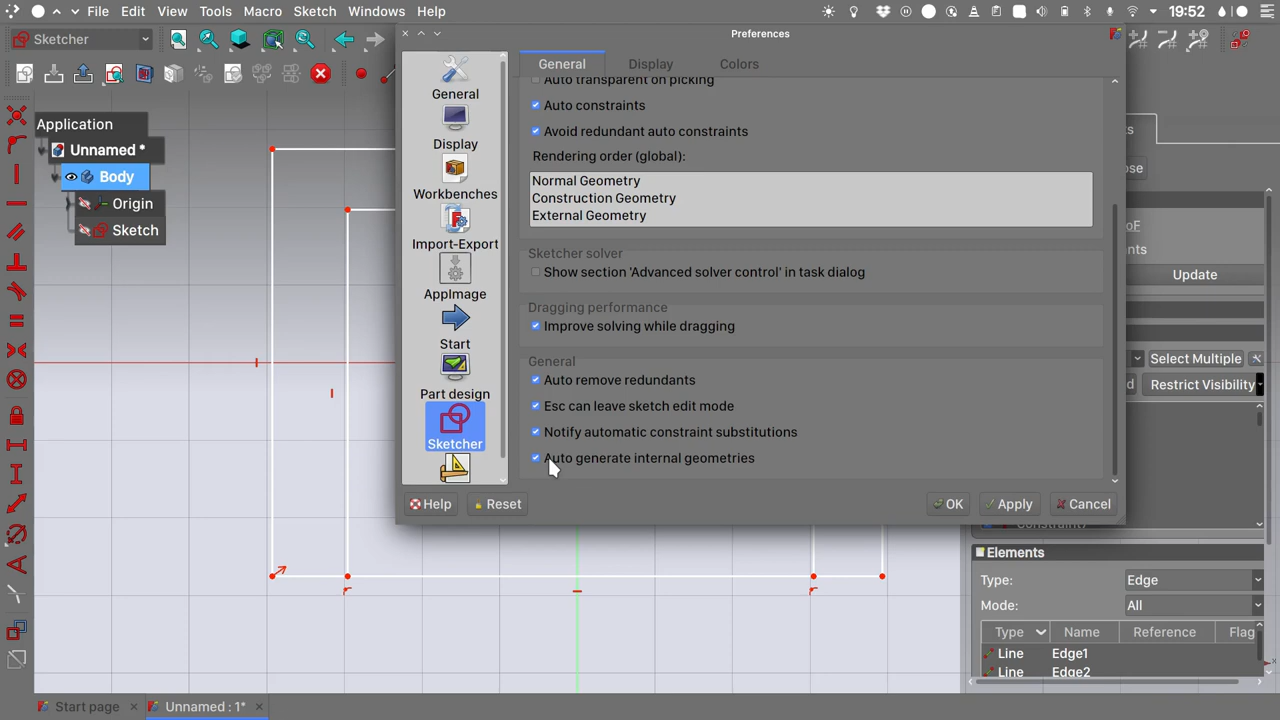 File Edit View Tools Macro Sketch Windows Help 19:52
Sketcher
Preferences
General Display Colors
Application
Unnamed *
Body
Origin
Sketch
General
Display
Workbenches
Import-Export
AppImage
Start
Part design
Sketcher
Auto transparent on picking
Auto constraints
Avoid redundant auto constraints
Rendering order (global):
Normal Geometry
Construction Geometry
External Geometry
Sketcher solver
Show section 'Advanced solver control' in task dialog
Dragging performance
Improve solving while dragging
General
Auto remove redundants
Esc can leave sketch edit mode
Notify automatic constraint substitutions
Auto generate internal geometries
Help Reset OK Apply Cancel
Update
Select Multiple
Restrict Visibility
Elements
Type: Edge
Mode: All
Type Name Reference Flag
Line Edge1
Line Edge2
Start page Unnamed : 1*